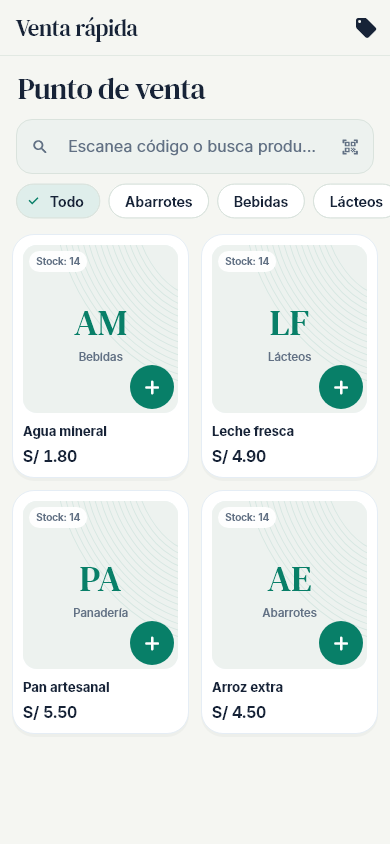 Venta rápida
Punto de venta
Escanea código o busca produ...
Todo
Abarrotes
Bebidas
Lácteos
Stock: 14
AM
Bebidas
Agua mineral
S/ 1.80
Stock: 14
LF
Lácteos
Leche fresca
S/ 4.90
Stock: 14
PA
Panadería
Pan artesanal
S/ 5.50
Stock: 14
AE
Abarrotes
Arroz extra
S/ 4.50